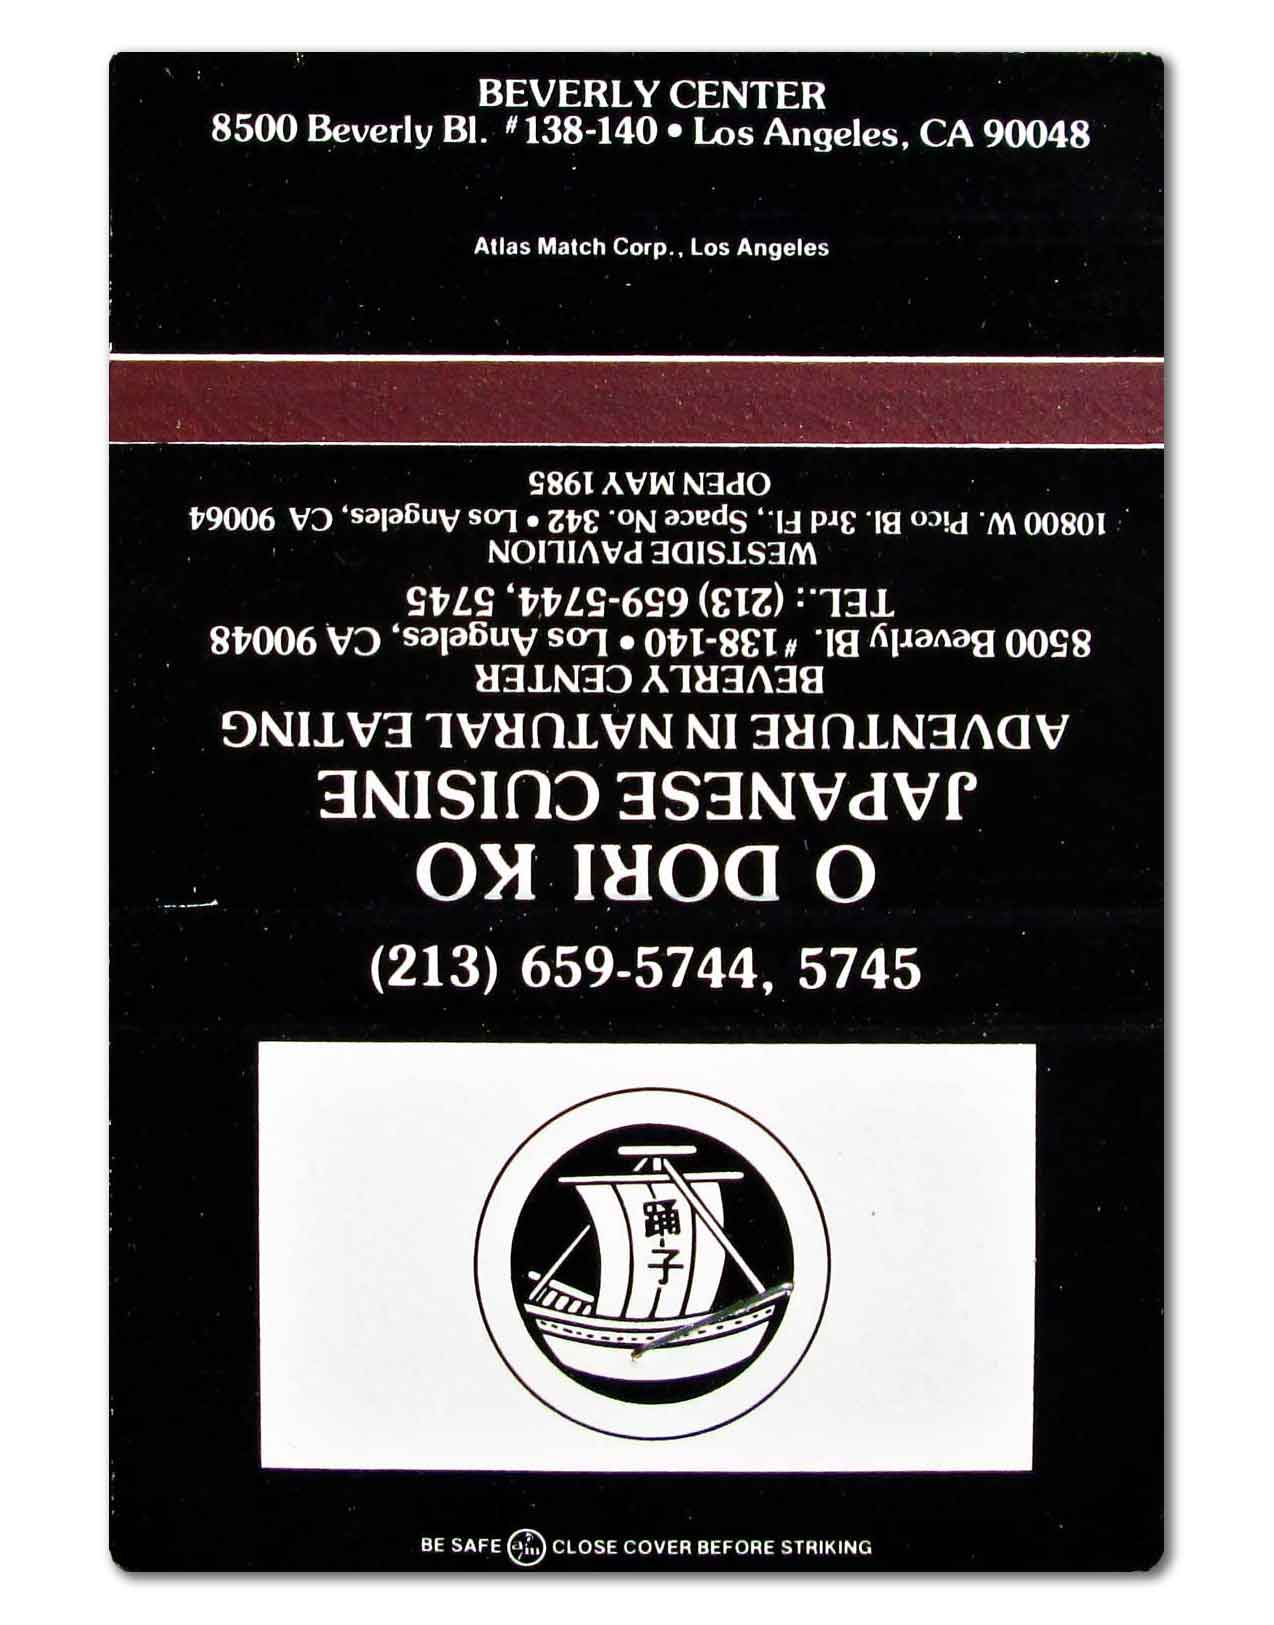 BEVERLY CENTER
8500 Beverly Bl. #138-140 • Los Angeles, CA 90048
Atlas Match Corp., Los Angeles
O DORI KO
JAPANESE CUISINE
ADVENTURE IN NATURAL EATING
BEVERLY CENTER
8500 Beverly Bl. #138-140 • Los Angeles, CA 90048
TEL.: (213) 659-5744, 5745
WESTSIDE PAVILION
10800 W. Pico Bl. 3rd Fl., Space No. 342 • Los Angeles, CA 90064
OPEN MAY 1985
(213) 659-5744, 5745
踊子
BE SAFE afm CLOSE COVER BEFORE STRIKING